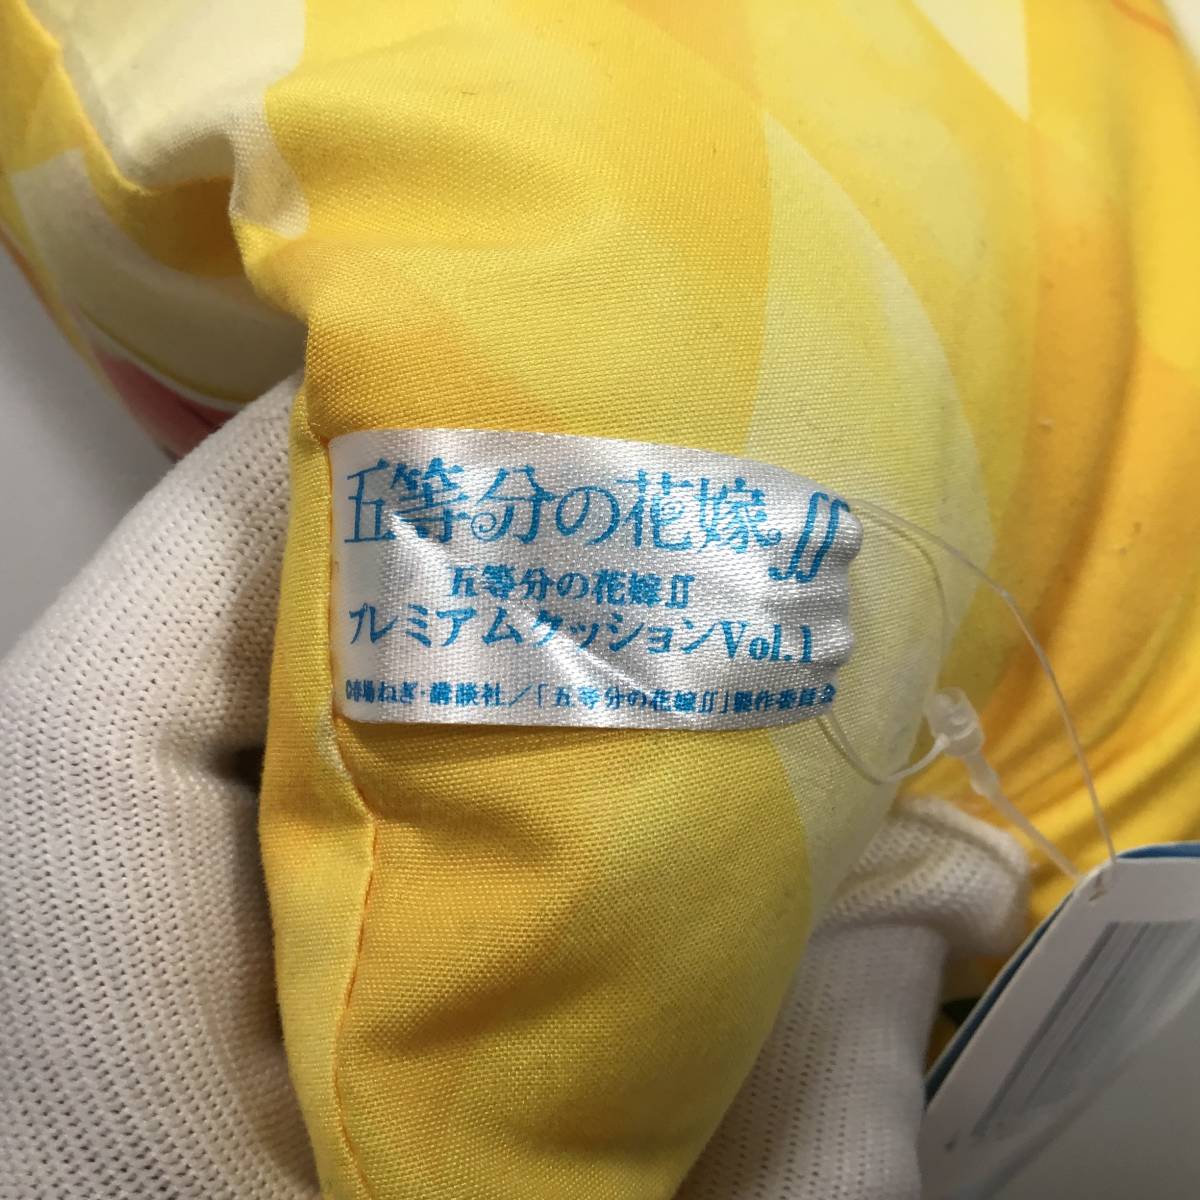 五等分の花嫁∬
五等分の花嫁∬
プレミアムクッションVol.1
©春場ねぎ・講談社／「五等分の花嫁∬」製作委員会